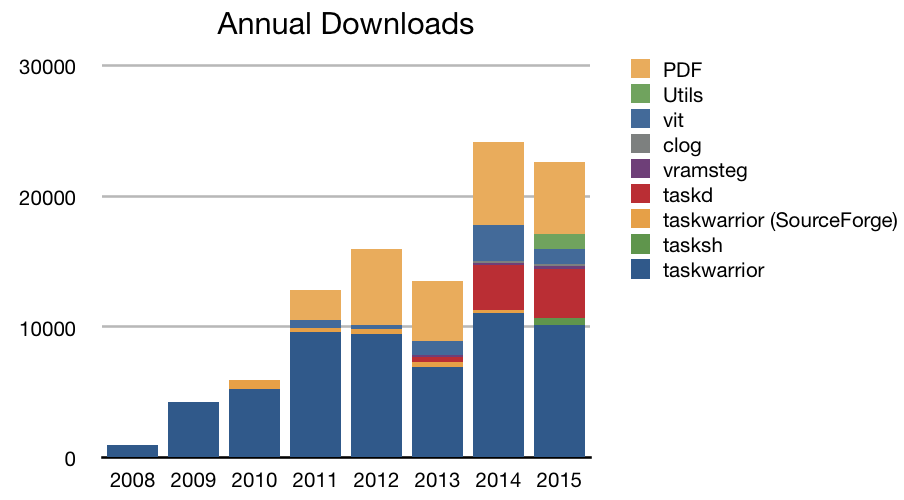 Annual Downloads
30000
20000
10000
0
2008 2009 2010 2011 2012 2013 2014 2015
PDF
Utils
vit
clog
vramsteg
taskd
taskwarrior (SourceForge)
tasksh
taskwarrior